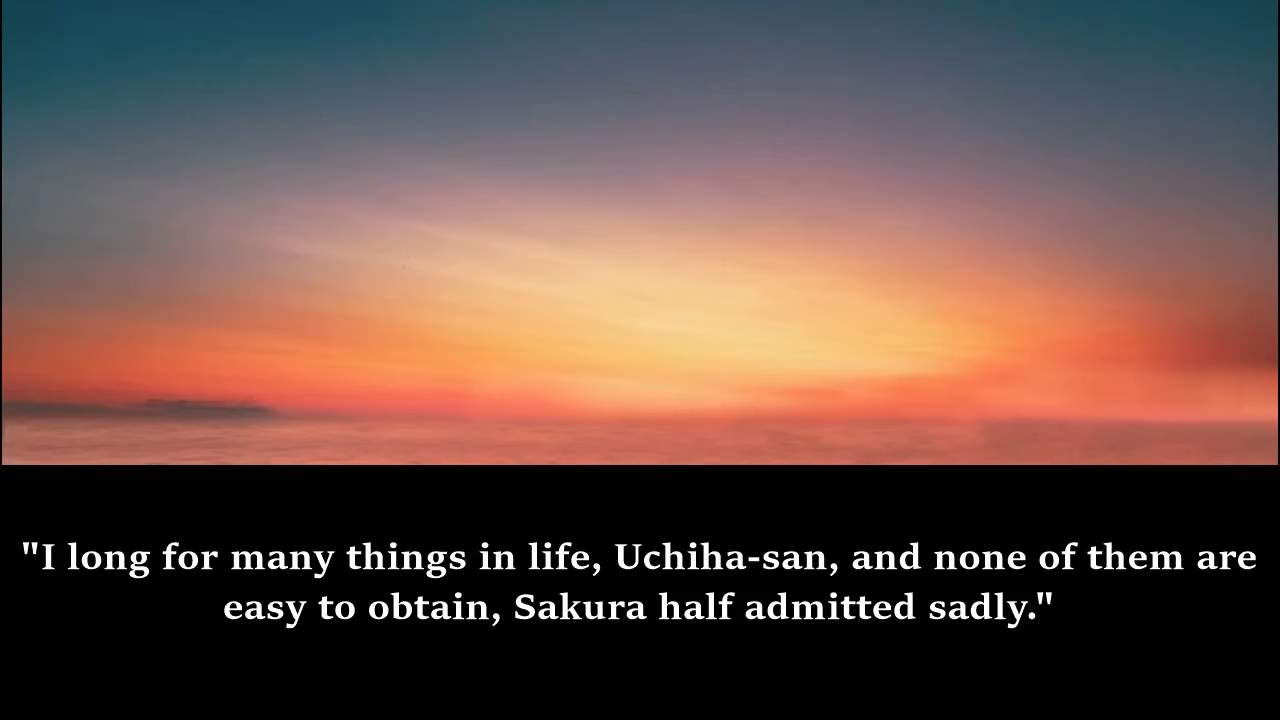 "I long for many things in life, Uchiha-san, and none of them are
easy to obtain, Sakura half admitted sadly."